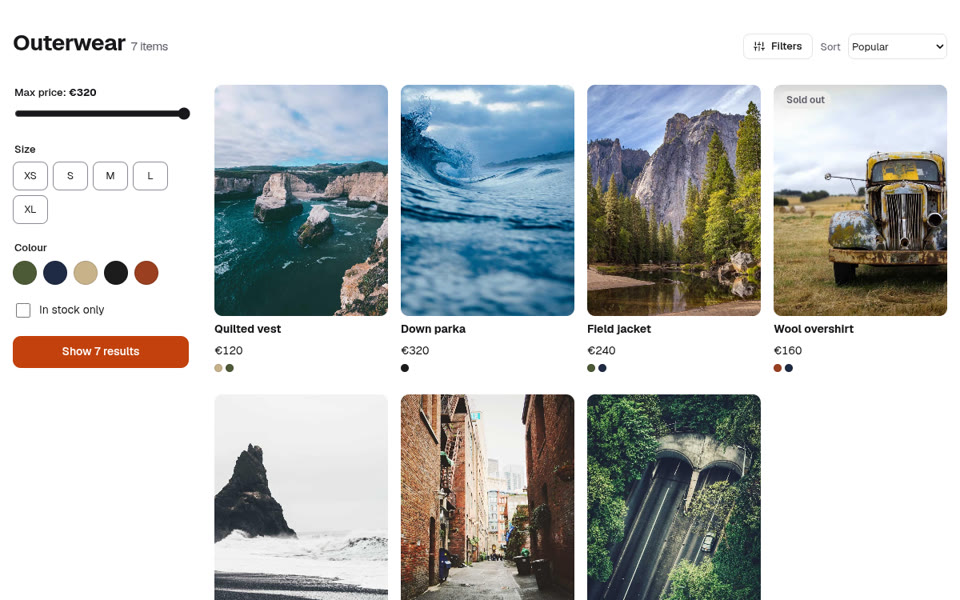 Outerwear 7 items
Filters
Sort
Popular
Max price: €320
Size
XS
S
M
L
XL
Colour
In stock only
Show 7 results
Sold out
Quilted vest
€120
Down parka
€320
Field jacket
€240
Wool overshirt
€160